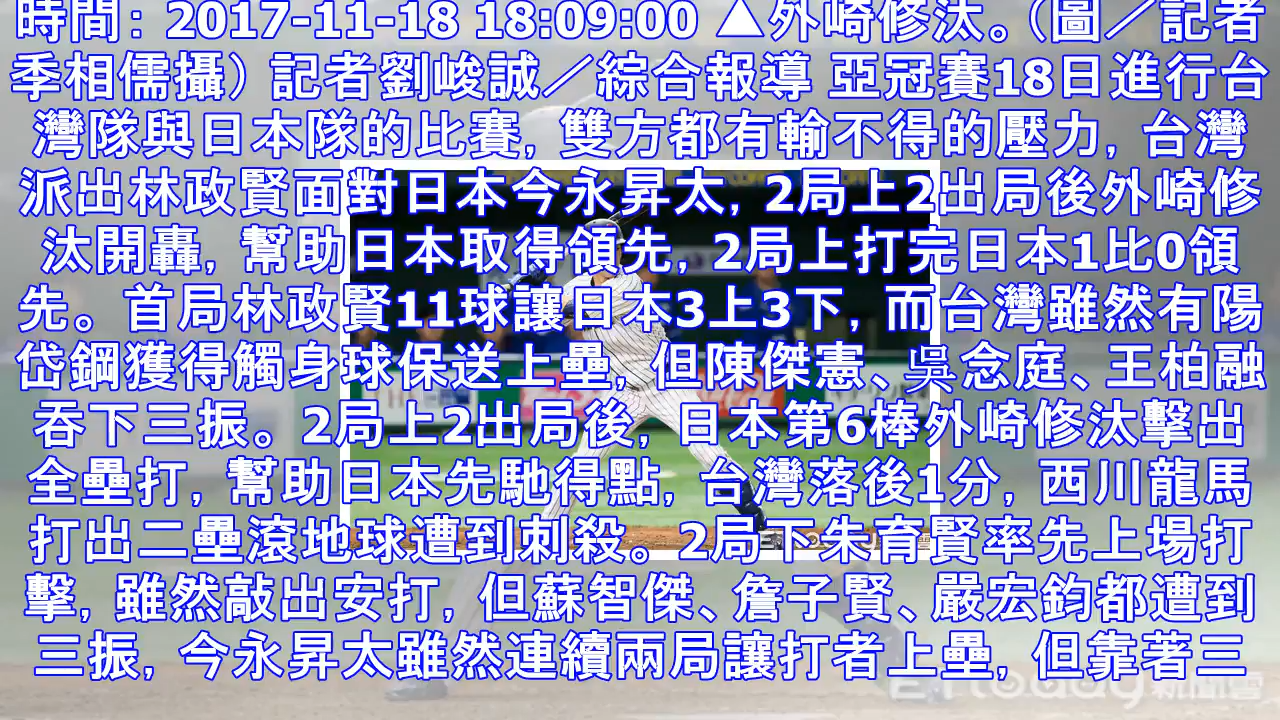 時間: 2017-11-18 18:09:00 ▲外崎修汰。(圖／記者
季相儒攝) 記者劉峻誠／綜合報導 亞冠賽18日進行台
灣隊與日本隊的比賽, 雙方都有輸不得的壓力, 台灣
派出林政賢面對日本今永昇太, 2局上2出局後外崎修
汰開轟, 幫助日本取得領先, 2局上打完日本1比0領
先。首局林政賢11球讓日本3上3下, 而台灣雖然有陽
岱鋼獲得觸身球保送上壘, 但陳傑憲、吳念庭、王柏融
吞下三振。2局上2出局後, 日本第6棒外崎修汰擊出
全壘打, 幫助日本先馳得點, 台灣落後1分, 西川龍馬
打出二壘滾地球遭到刺殺。2局下朱育賢率先上場打
擊, 雖然敲出安打, 但蘇智傑、詹子賢、嚴宏鈞都遭到
三振, 今永昇太雖然連續兩局讓打者上壘, 但靠著三
ETtoday新聞雲